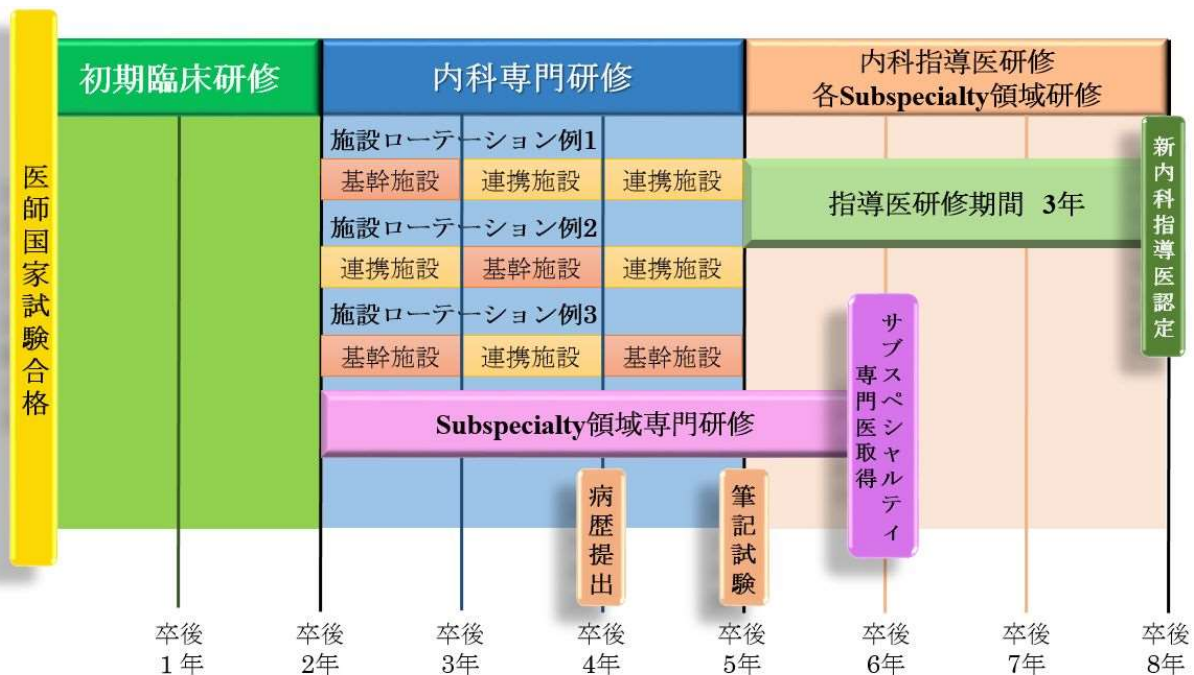 医師国家試験合格
初期臨床研修
内科専門研修
内科指導医研修
各Subspecialty領域研修
施設ローテーション例1
基幹施設 連携施設 連携施設
施設ローテーション例2
連携施設 基幹施設 連携施設
施設ローテーション例3
基幹施設 連携施設 基幹施設
指導医研修期間 3年
新内科指導医認定
Subspecialty領域専門研修
サブスペシャルティ
専門医取得
病歴提出
筆記試験
卒後 卒後 卒後 卒後 卒後 卒後 卒後 卒後
1年 2年 3年 4年 5年 6年 7年 8年